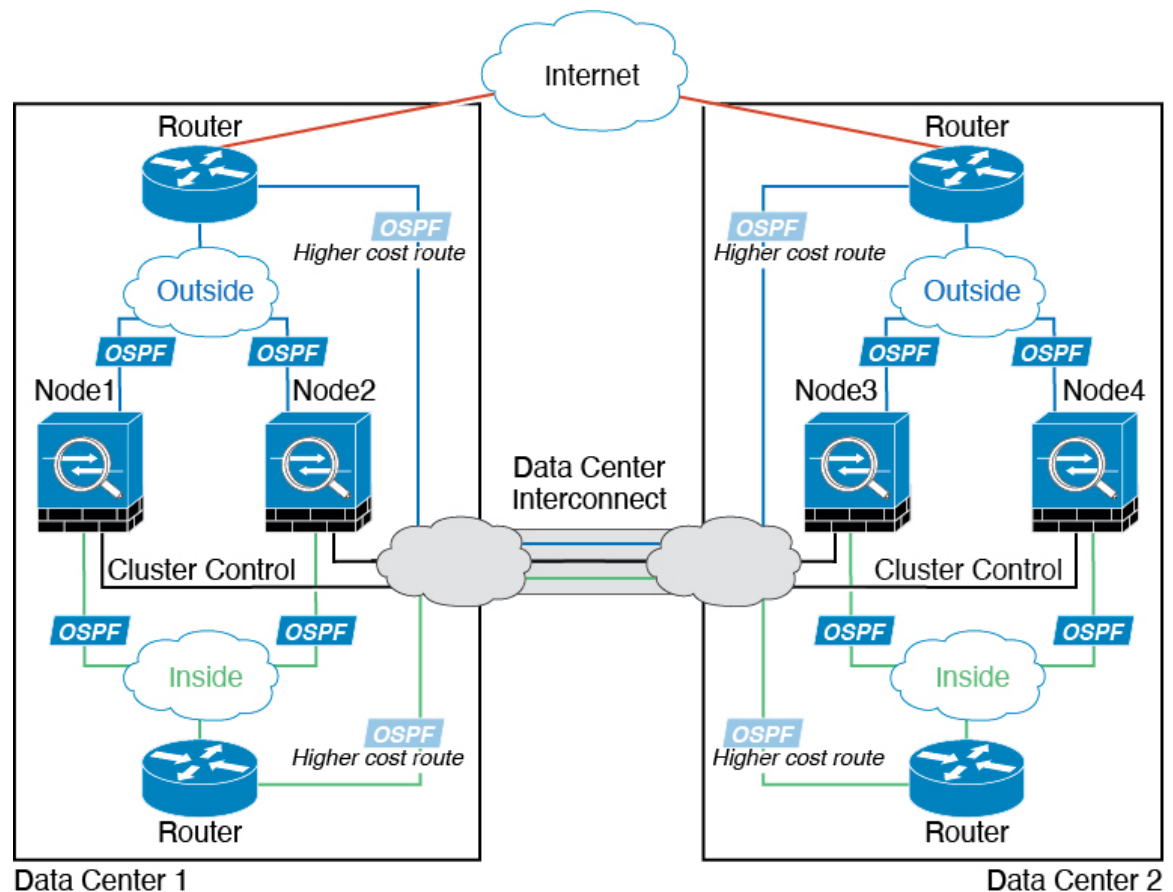 Internet
Router
Router
OSPF
Higher cost route
OSPF
Higher cost route
Outside
Outside
OSPF
OSPF
OSPF
OSPF
Node1
Node2
Node3
Node4
Data Center
Interconnect
Cluster Control
Cluster Control
OSPF
OSPF
OSPF
OSPF
Inside
Inside
OSPF
Higher cost route
OSPF
Higher cost route
Router
Router
Data Center 1
Data Center 2